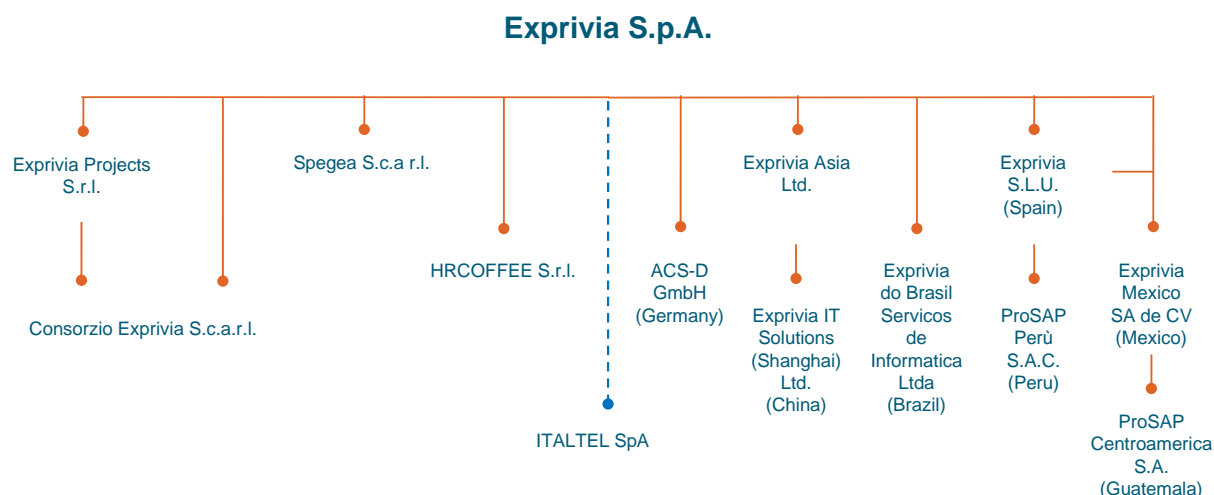 Exprivia S.p.A.
Exprivia Projects
S.r.l.
Spegea S.c.a r.l.
Exprivia Asia
Ltd.
Exprivia
S.L.U.
(Spain)
Consorzio Exprivia S.c.a.r.l.
HRCOFFEE S.r.l.
ACS-D
GmbH
(Germany)
Exprivia IT
Solutions
(Shanghai)
Ltd.
(China)
Exprivia
do Brasil
Servicos
de
Informatica
Ltda
(Brazil)
ProSAP
Perù
S.A.C.
(Peru)
Exprivia
Mexico
SA de CV
(Mexico)
ITALTEL SpA
ProSAP
Centroamerica
S.A.
(Guatemala)